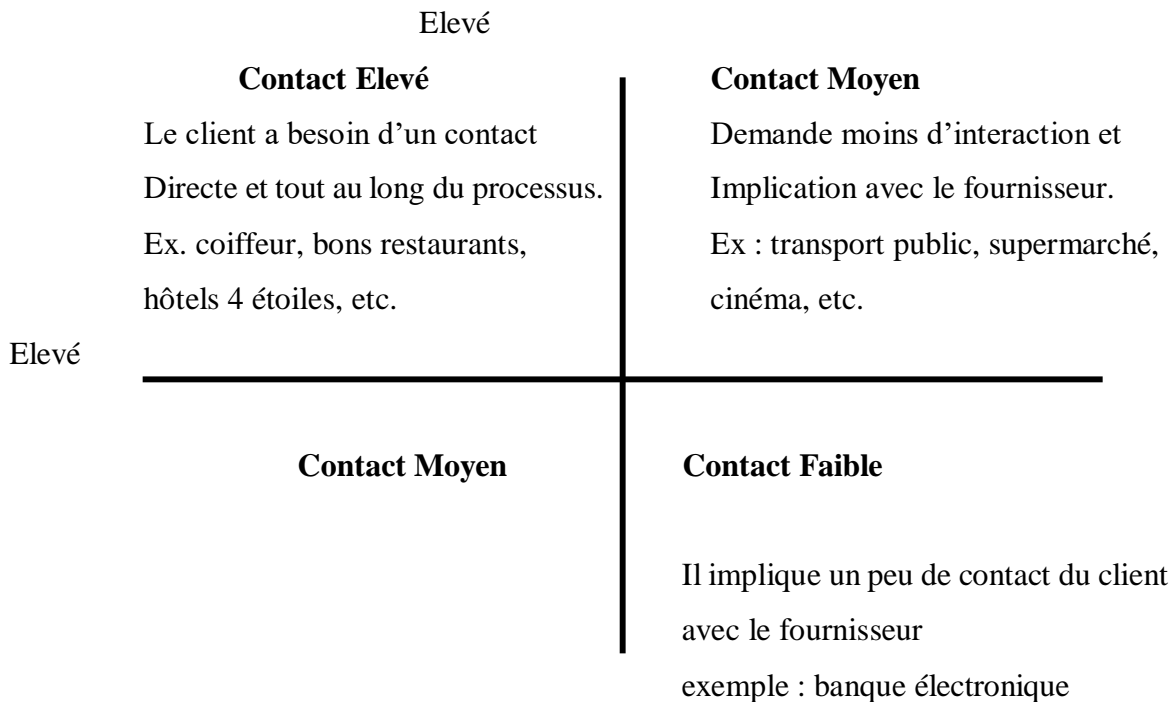 Elevé
Contact Elevé
Le client a besoin d’un contact
Directe et tout au long du processus.
Ex. coiffeur, bons restaurants,
hôtels 4 étoiles, etc.
Contact Moyen
Demande moins d’interaction et
Implication avec le fournisseur.
Ex : transport public, supermarché,
cinéma, etc.
Elevé
Contact Moyen
Contact Faible
Il implique un peu de contact du client
avec le fournisseur
exemple : banque électronique